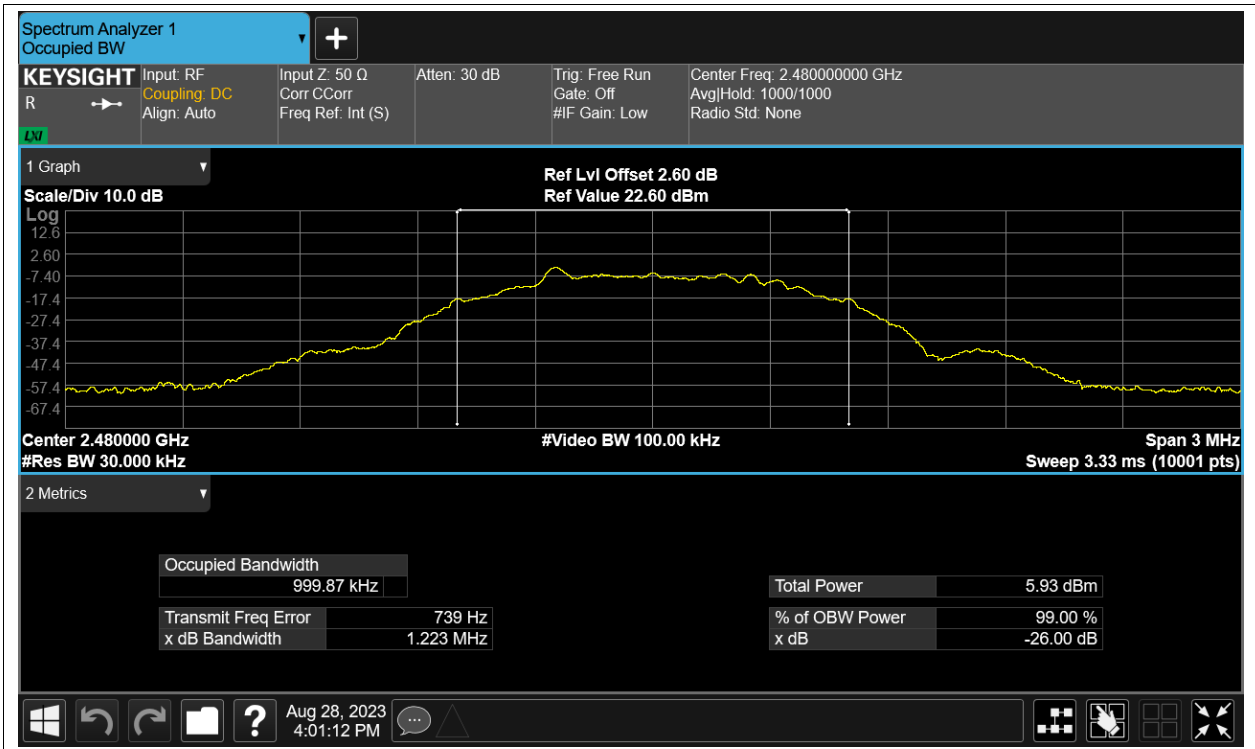 Spectrum Analyzer 1
Occupied BW
KEYSIGHT
R
LXI
Input: RF
Coupling: DC
Align: Auto
Input Z: 50 Ω
Corr CCorr
Freq Ref: Int (S)
Atten: 30 dB
Trig: Free Run
Gate: Off
#IF Gain: Low
Center Freq: 2.480000000 GHz
Avg|Hold: 1000/1000
Radio Std: None
1 Graph
Scale/Div 10.0 dB
Ref Lvl Offset 2.60 dB
Ref Value 22.60 dBm
Log
12.6
2.60
-7.40
-17.4
-27.4
-37.4
-47.4
-57.4
-67.4
Center 2.480000 GHz
#Res BW 30.000 kHz
#Video BW 100.00 kHz
Span 3 MHz
Sweep 3.33 ms (10001 pts)
2 Metrics
Occupied Bandwidth
999.87 kHz
Transmit Freq Error 739 Hz
x dB Bandwidth 1.223 MHz
Total Power 5.93 dBm
% of OBW Power 99.00 %
x dB -26.00 dB
?
Aug 28, 2023
4:01:12 PM